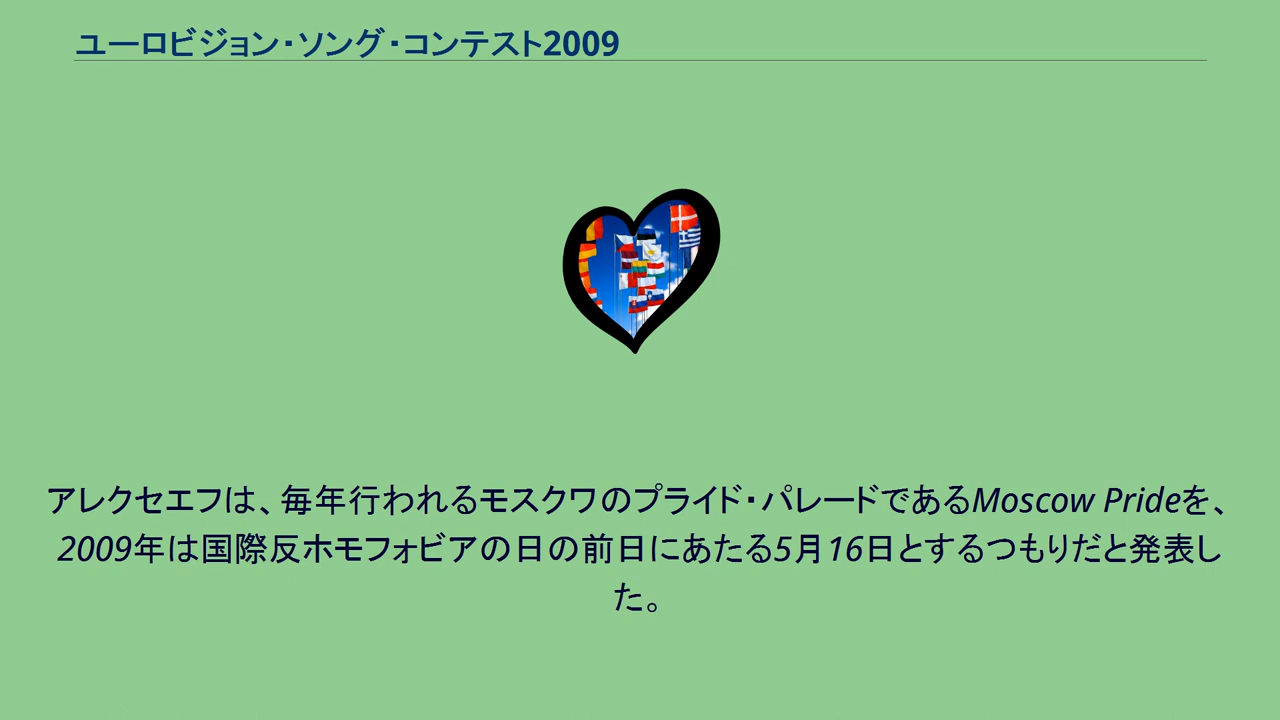 ユーロビジョン・ソング・コンテスト2009
アレクセエフは、毎年行われるモスクワのプライド・パレードであるMoscow Prideを、
2009年は国際反ホモフォビアの日の前日にあたる5月16日とするつもりだと発表し
た。